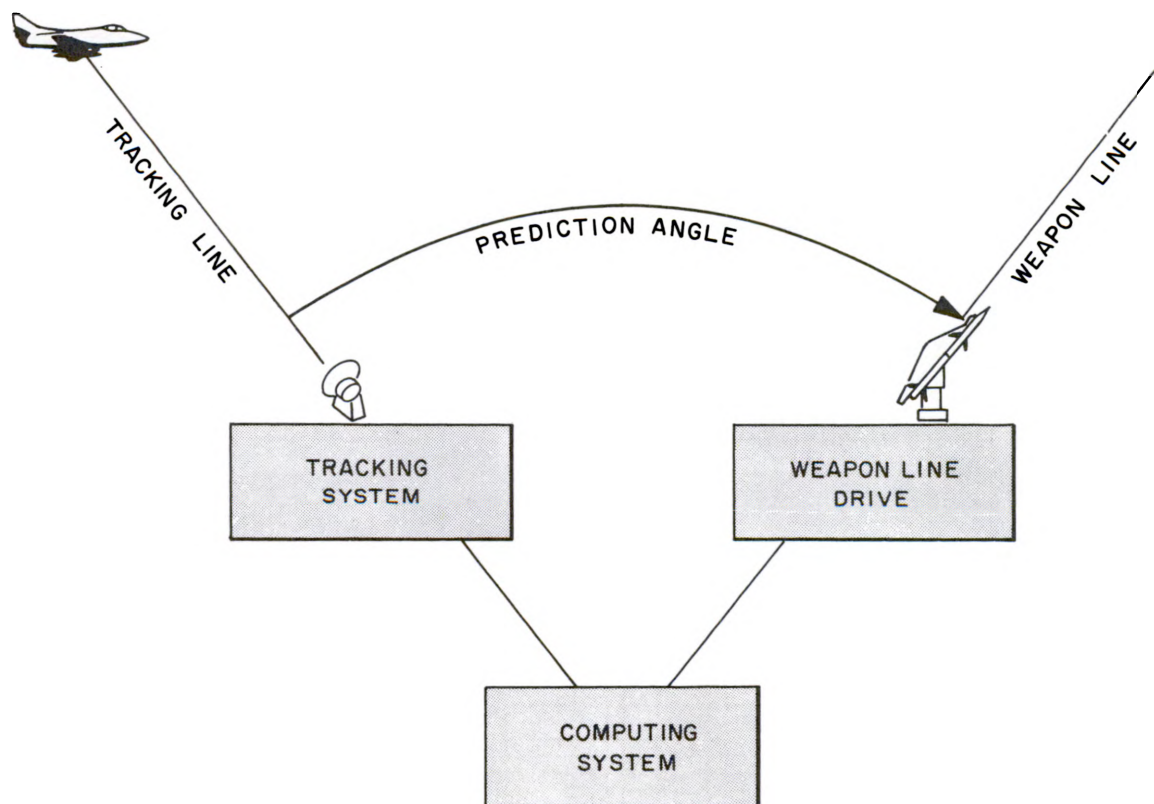 TRACKING LINE
PREDICTION ANGLE
WEAPON LINE
TRACKING
SYSTEM
WEAPON LINE
DRIVE
COMPUTING
SYSTEM